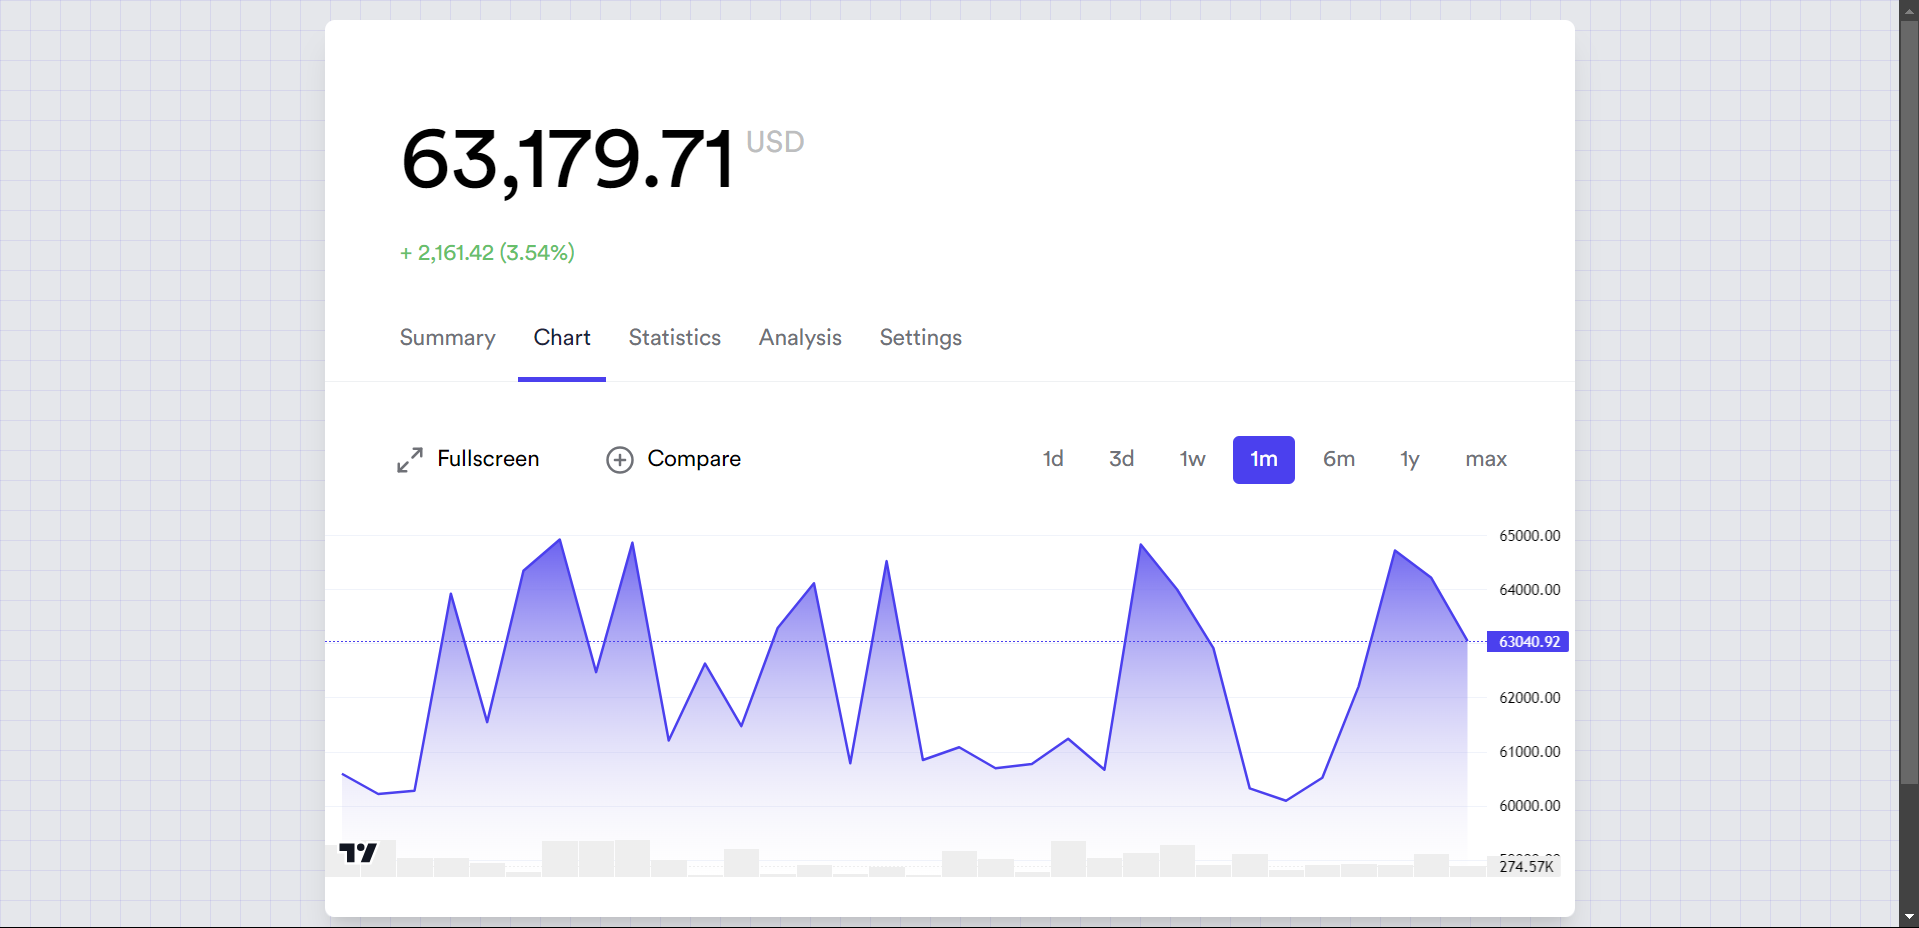 63,179.71 USD
+ 2,161.42 (3.54%)
Summary Chart Statistics Analysis Settings
Fullscreen Compare 1d 3d 1w 1m 6m 1y max
65000.00
64000.00
63040.92
62000.00
61000.00
60000.00
274.57K